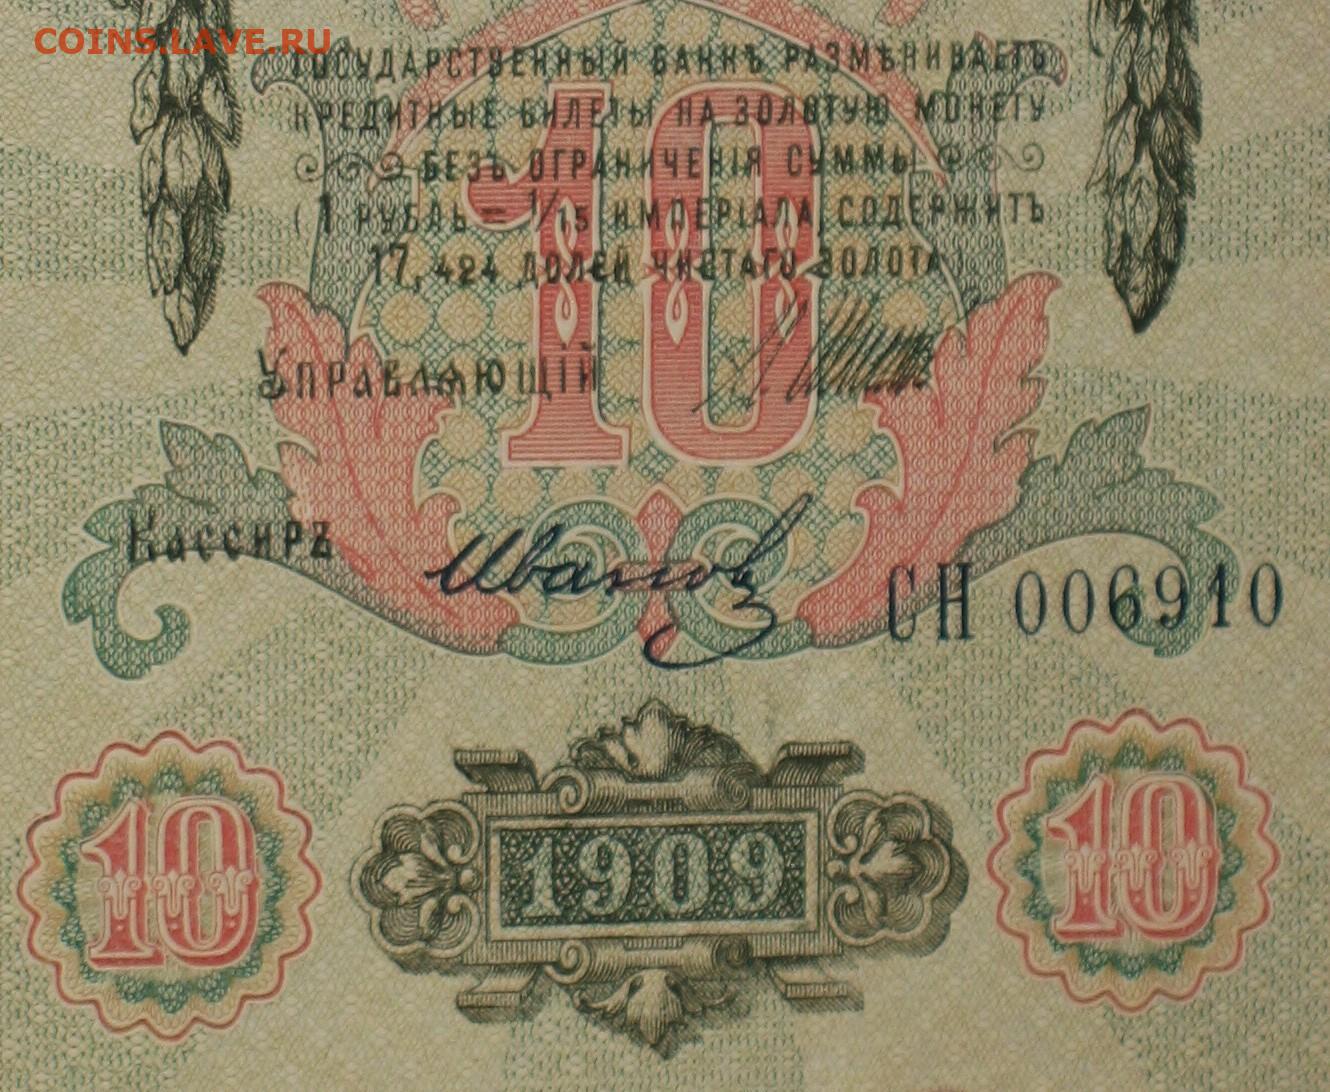 COINS.LAVE.RU
ГОСУДАРСТВЕННЫЙ БАНКЪ РАЗМѢНИВАЕТЪ
КРЕДИТНЫЕ БИЛЕТЫ НА ЗОЛОТУЮ МОНЕТУ
БЕЗЪ ОГРАНИЧЕНІЯ СУММЫ
(1 РУБЛЬ = 1/15 ИМПЕРІАЛА СОДЕРЖИТЪ
17,424 ДОЛЕЙ ЧИСТАГО ЗОЛОТА)
10
УПРАВЛЯЮЩІЙ
КАССИРЪ Иванов
СН 006910
10 1909 10